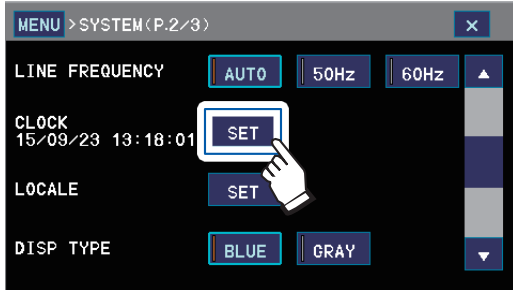 MENU >SYSTEM(P.2/3) ×
LINE FREQUENCY AUTO 50Hz 60Hz ▲
CLOCK
15/09/23 13:18:01 SET
LOCALE SET
DISP TYPE BLUE GRAY ▼